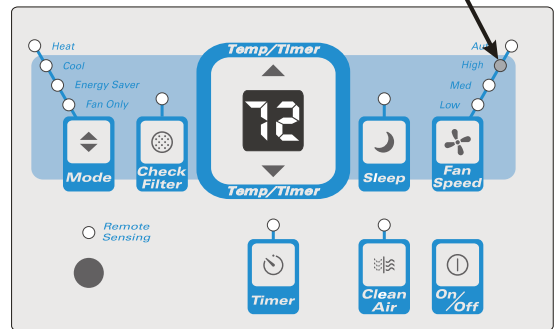 Heat
Cool
Energy Saver
Fan Only
Mode
Check
Filter
Temp/Timer
72
Temp/Timer
Sleep
High
Med
Low
Fan
Speed
Remote
Sensing
Timer
Clean
Air
On/Off